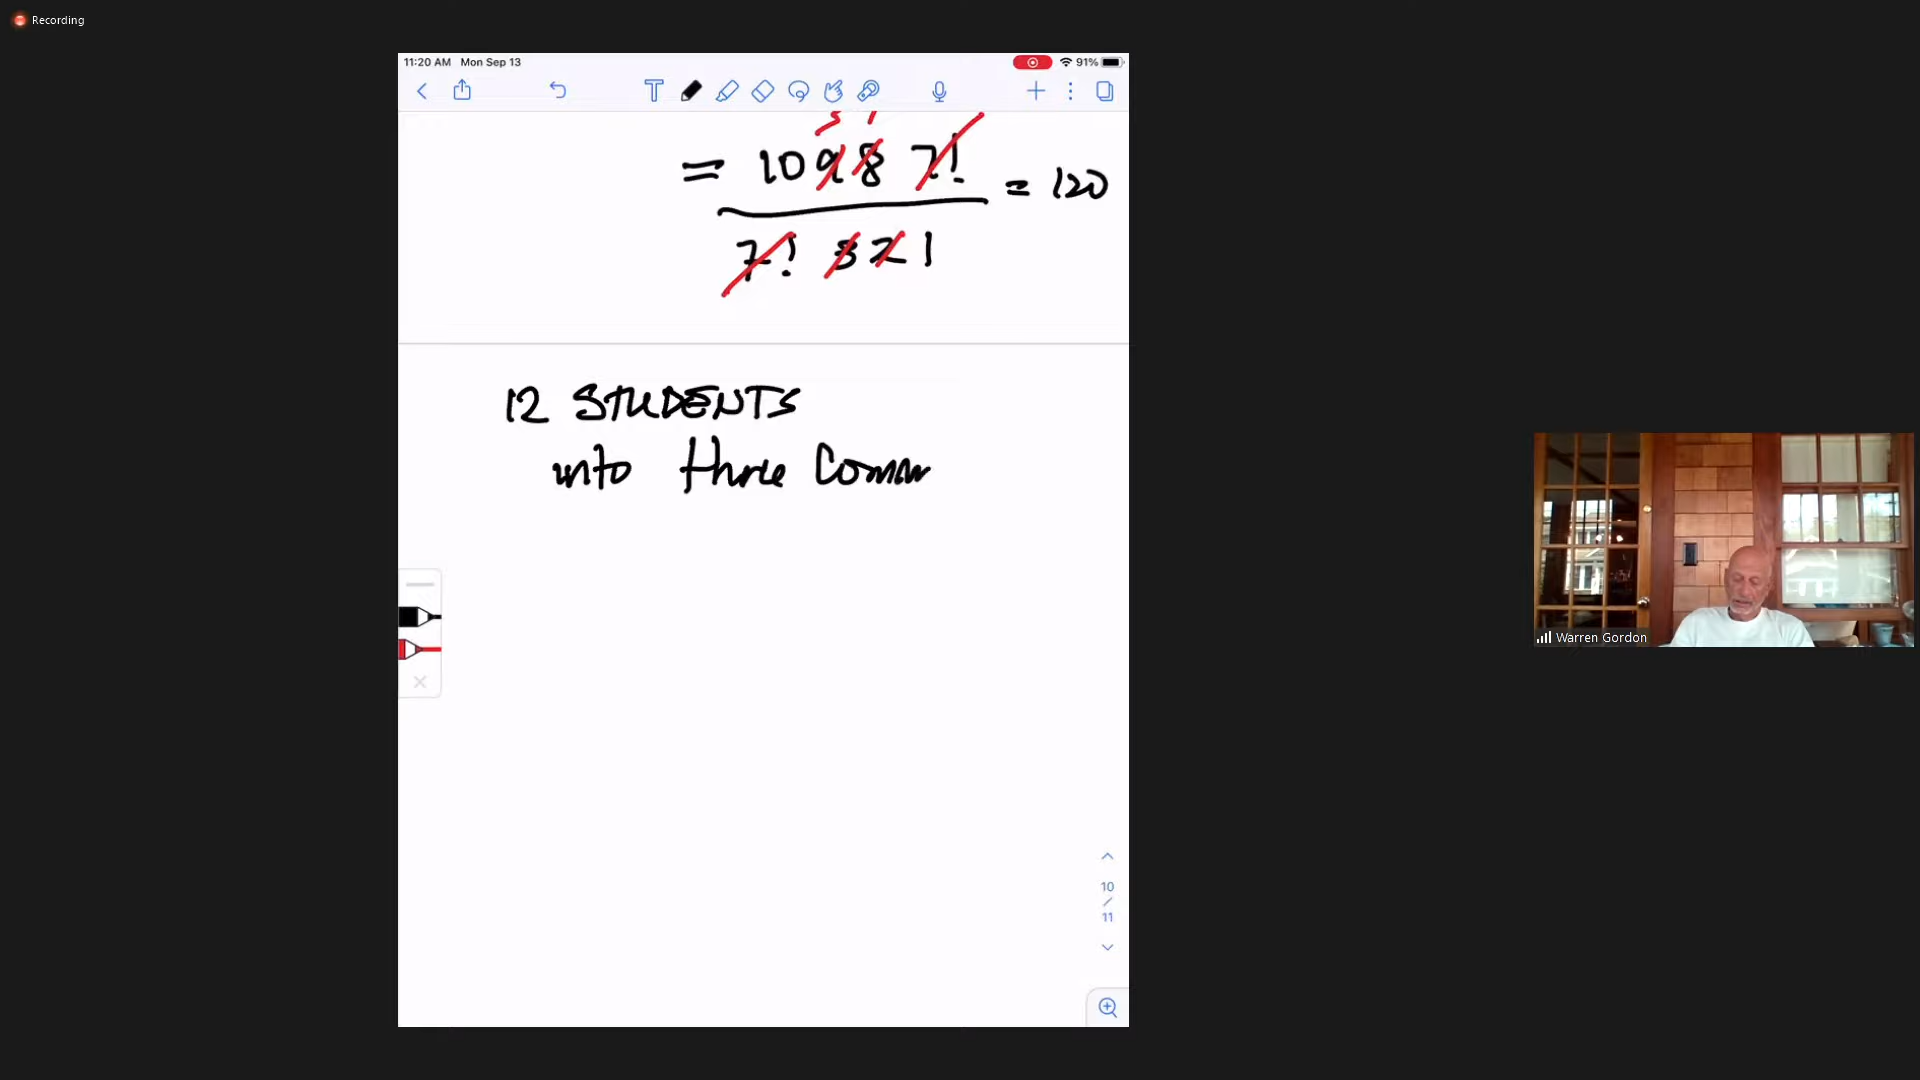 Recording
11:20 AM Mon Sep 13
91%
T
= 10 9 8 7! = 120
7! 3 2 1
12 STUDENTS
into three Comm
10
/
11
Warren Gordon